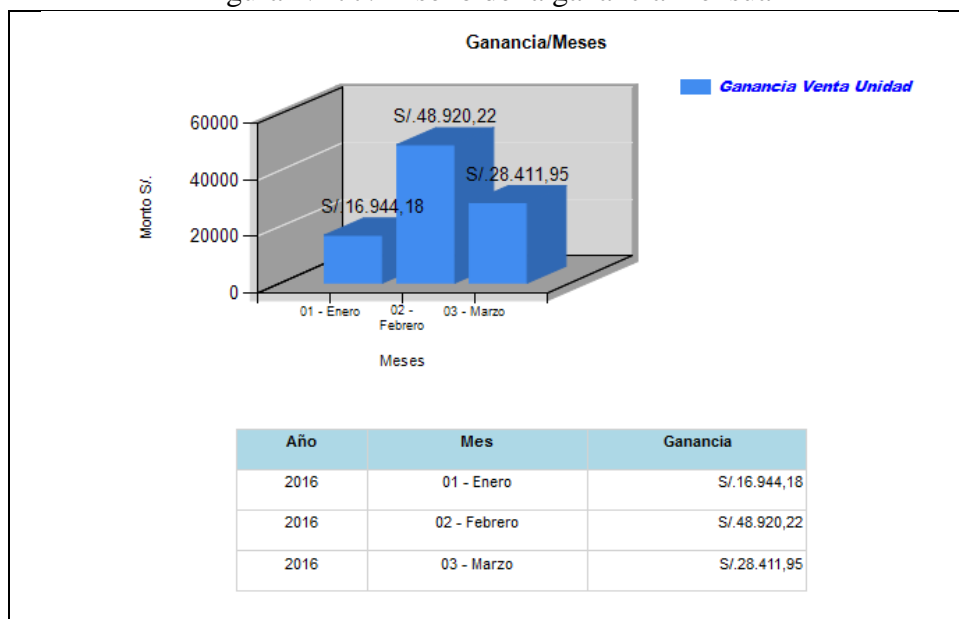 Ganancia/Meses
Ganancia Venta Unidad
Monto S/.
60000
40000
20000
0
S/.16.944,18
S/.48.920,22
S/.28.411,95
01 - Enero
02 -
Febrero
03 - Marzo
Meses
Año Mes Ganancia
2016 01 - Enero S/.16.944,18
2016 02 - Febrero S/.48.920,22
2016 03 - Marzo S/.28.411,95